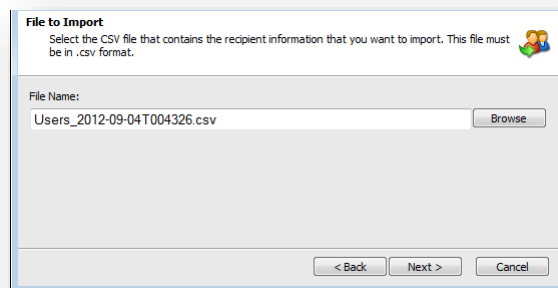 File to Import
Select the CSV file that contains the recipient information that you want to import. This file must
be in .csv format.
File Name:
Users_2012-09-04T004326.csv
Browse
< Back
Next >
Cancel